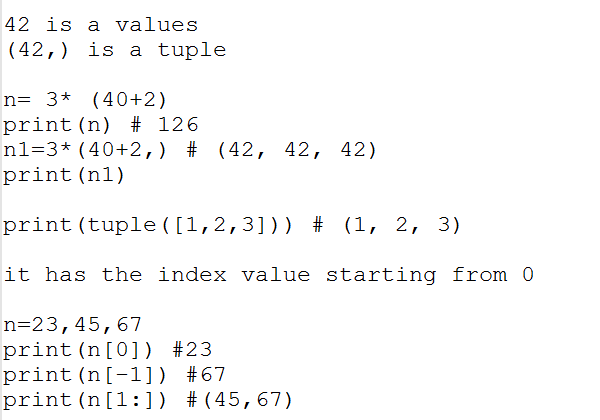 42 is a values
(42,) is a tuple
n= 3* (40+2)
print(n) # 126
n1=3*(40+2,) # (42, 42, 42)
print(n1)
print(tuple([1,2,3])) # (1, 2, 3)
it has the index value starting from 0
n=23,45,67
print(n[0]) #23
print(n[-1]) #67
print(n[1:]) #(45,67)